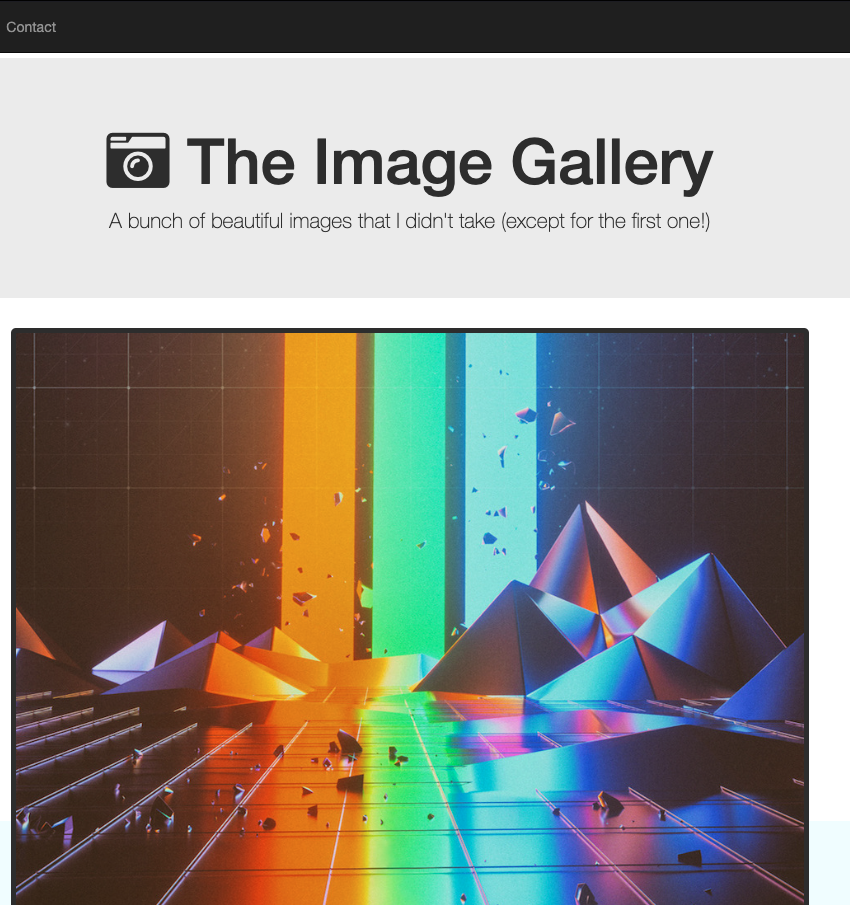 Contact
The Image Gallery
A bunch of beautiful images that I didn't take (except for the first one!)